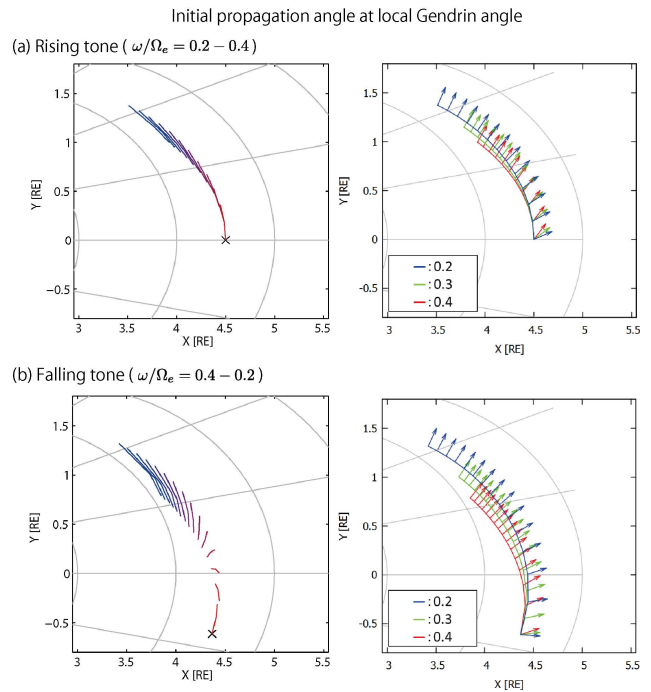 Initial propagation angle at local Gendrin angle
(a) Rising tone ( ω/Ωₑ = 0.2 − 0.4 )
1.5
1
0.5
0
−0.5
Y [RE]
3
3.5
4
4.5
5
5.5
X [RE]
1.5
1
0.5
0
-0.5
Y [RE]
— : 0.2
— : 0.3
— : 0.4
3
3.5
4
4.5
5
5.5
X [RE]
(b) Falling tone ( ω/Ωₑ = 0.4 − 0.2 )
1.5
1
0.5
0
−0.5
Y [RE]
3
3.5
4
4.5
5
5.5
X [RE]
1.5
1
0.5
0
-0.5
Y [RE]
— : 0.2
— : 0.3
— : 0.4
3
3.5
4
4.5
5
5.5
X [RE]